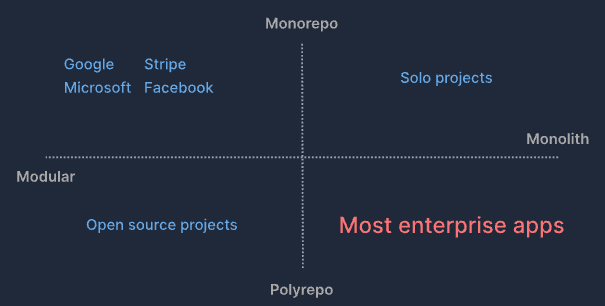 Monorepo
Google Stripe
Microsoft Facebook
Solo projects
Monolith
Modular
Open source projects
Most enterprise apps
Polyrepo